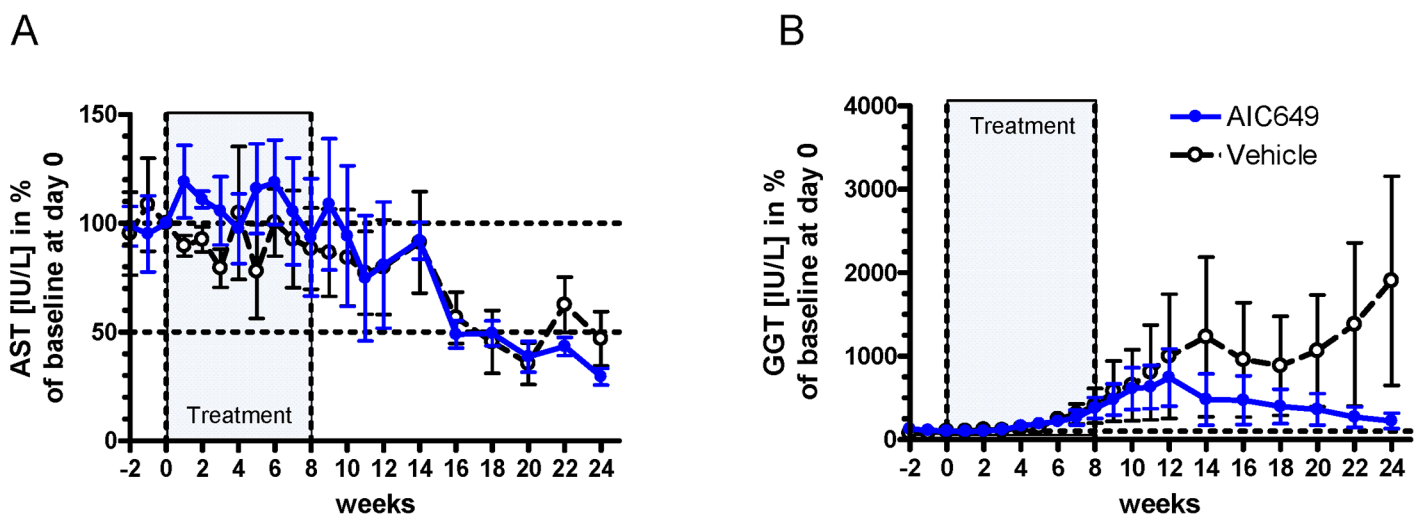 A
AST [IU/L] in %
of baseline at day 0
150
100
50
0
Treatment
-2 0 2 4 6 8 10 12 14 16 18 20 22 24
weeks
B
GGT [IU/L] in %
of baseline at day 0
4000
3000
2000
1000
0
Treatment
AIC649
Vehicle
-2 0 2 4 6 8 10 12 14 16 18 20 22 24
weeks